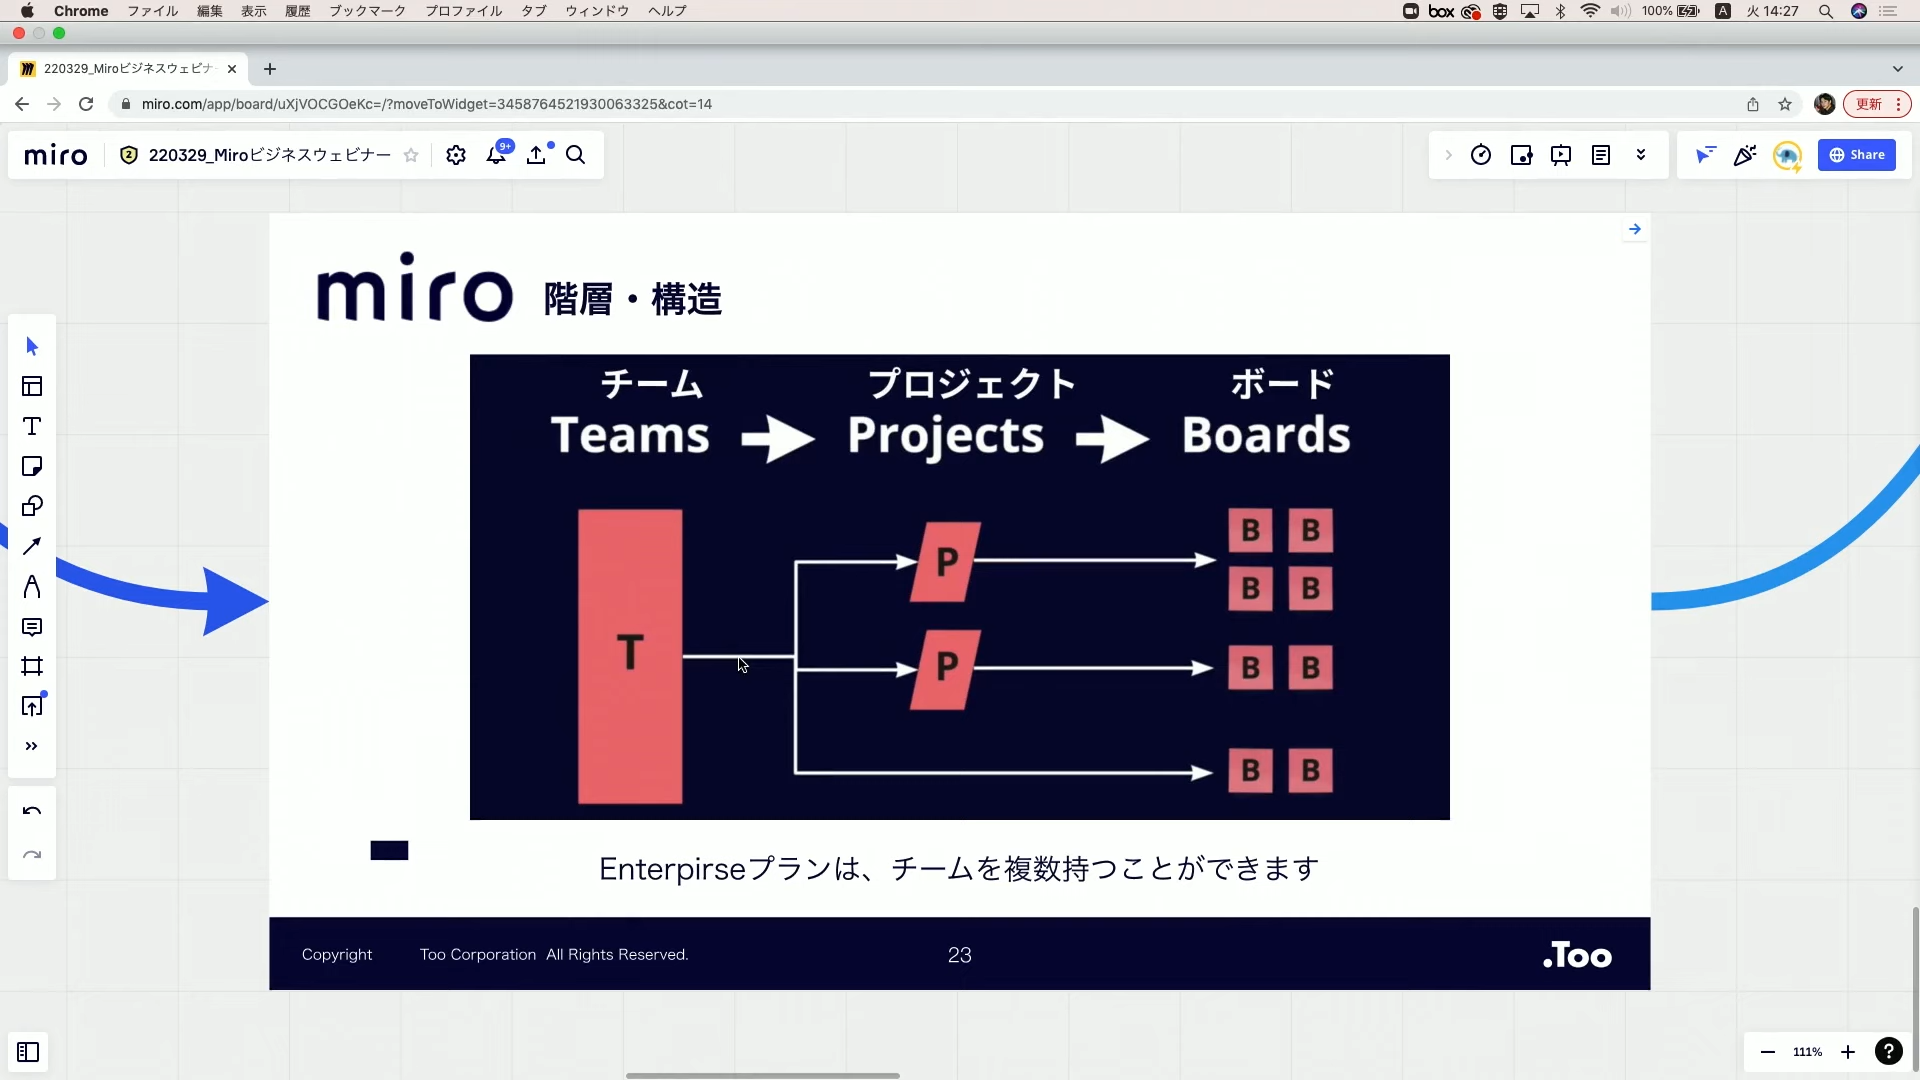 Chrome ファイル 編集 表示 履歴 ブックマーク プロファイル タブ ウィンドウ ヘルプ box 100% A 火 14:27
220329_Miroビジネスウェビナー
miro.com/app/board/uXjVOCGOeKc=/?moveToWidget=3458764521930063325&cot=14 更新
miro 2 220329_Miroビジネスウェビナー 9+ Share
miro 階層・構造
チーム プロジェクト ボード
Teams Projects Boards
P B B
B B
T P B B
B B
Enterpirseプランは、チームを複数持つことができます
Copyright Too Corporation All Rights Reserved. 23 .Too
111% ?